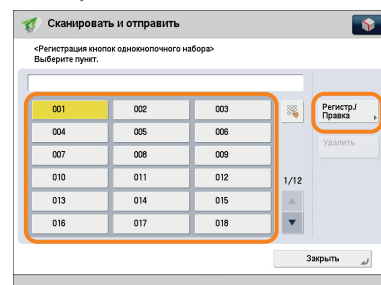 Сканировать и отправить
<Регистрация кнопок однокнопочного набора>
Выберите пункт.
001 002 003 Регистр./
Правка
004 005 006 Удалить
007 008 009
010 011 012 1/12
013 014 015
016 017 018
Закрыть